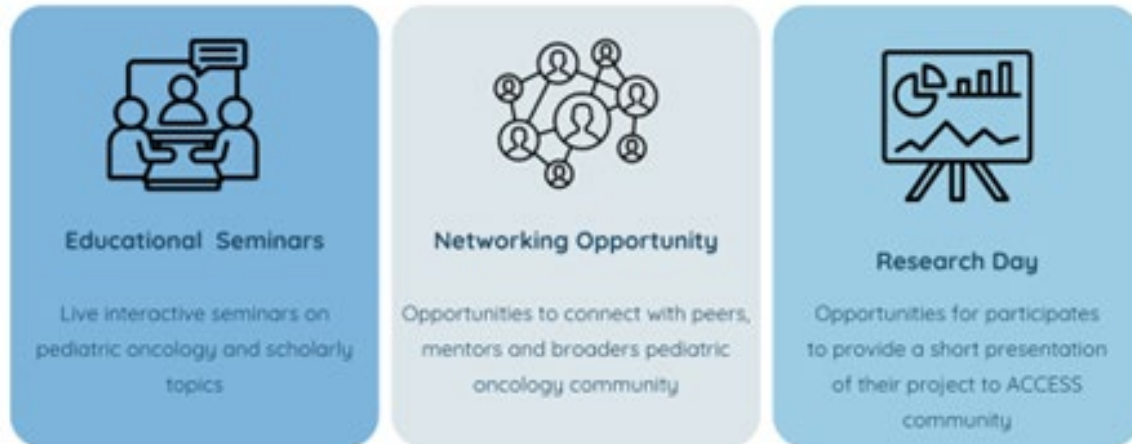 Educational Seminars
Live interactive seminars on
pediatric oncology and scholarly
topics
Networking Opportunity
Opportunities to connect with peers,
mentors and broaders pediatric
oncology community
Research Day
Opportunities for participates
to provide a short presentation
of their project to ACCESS
community